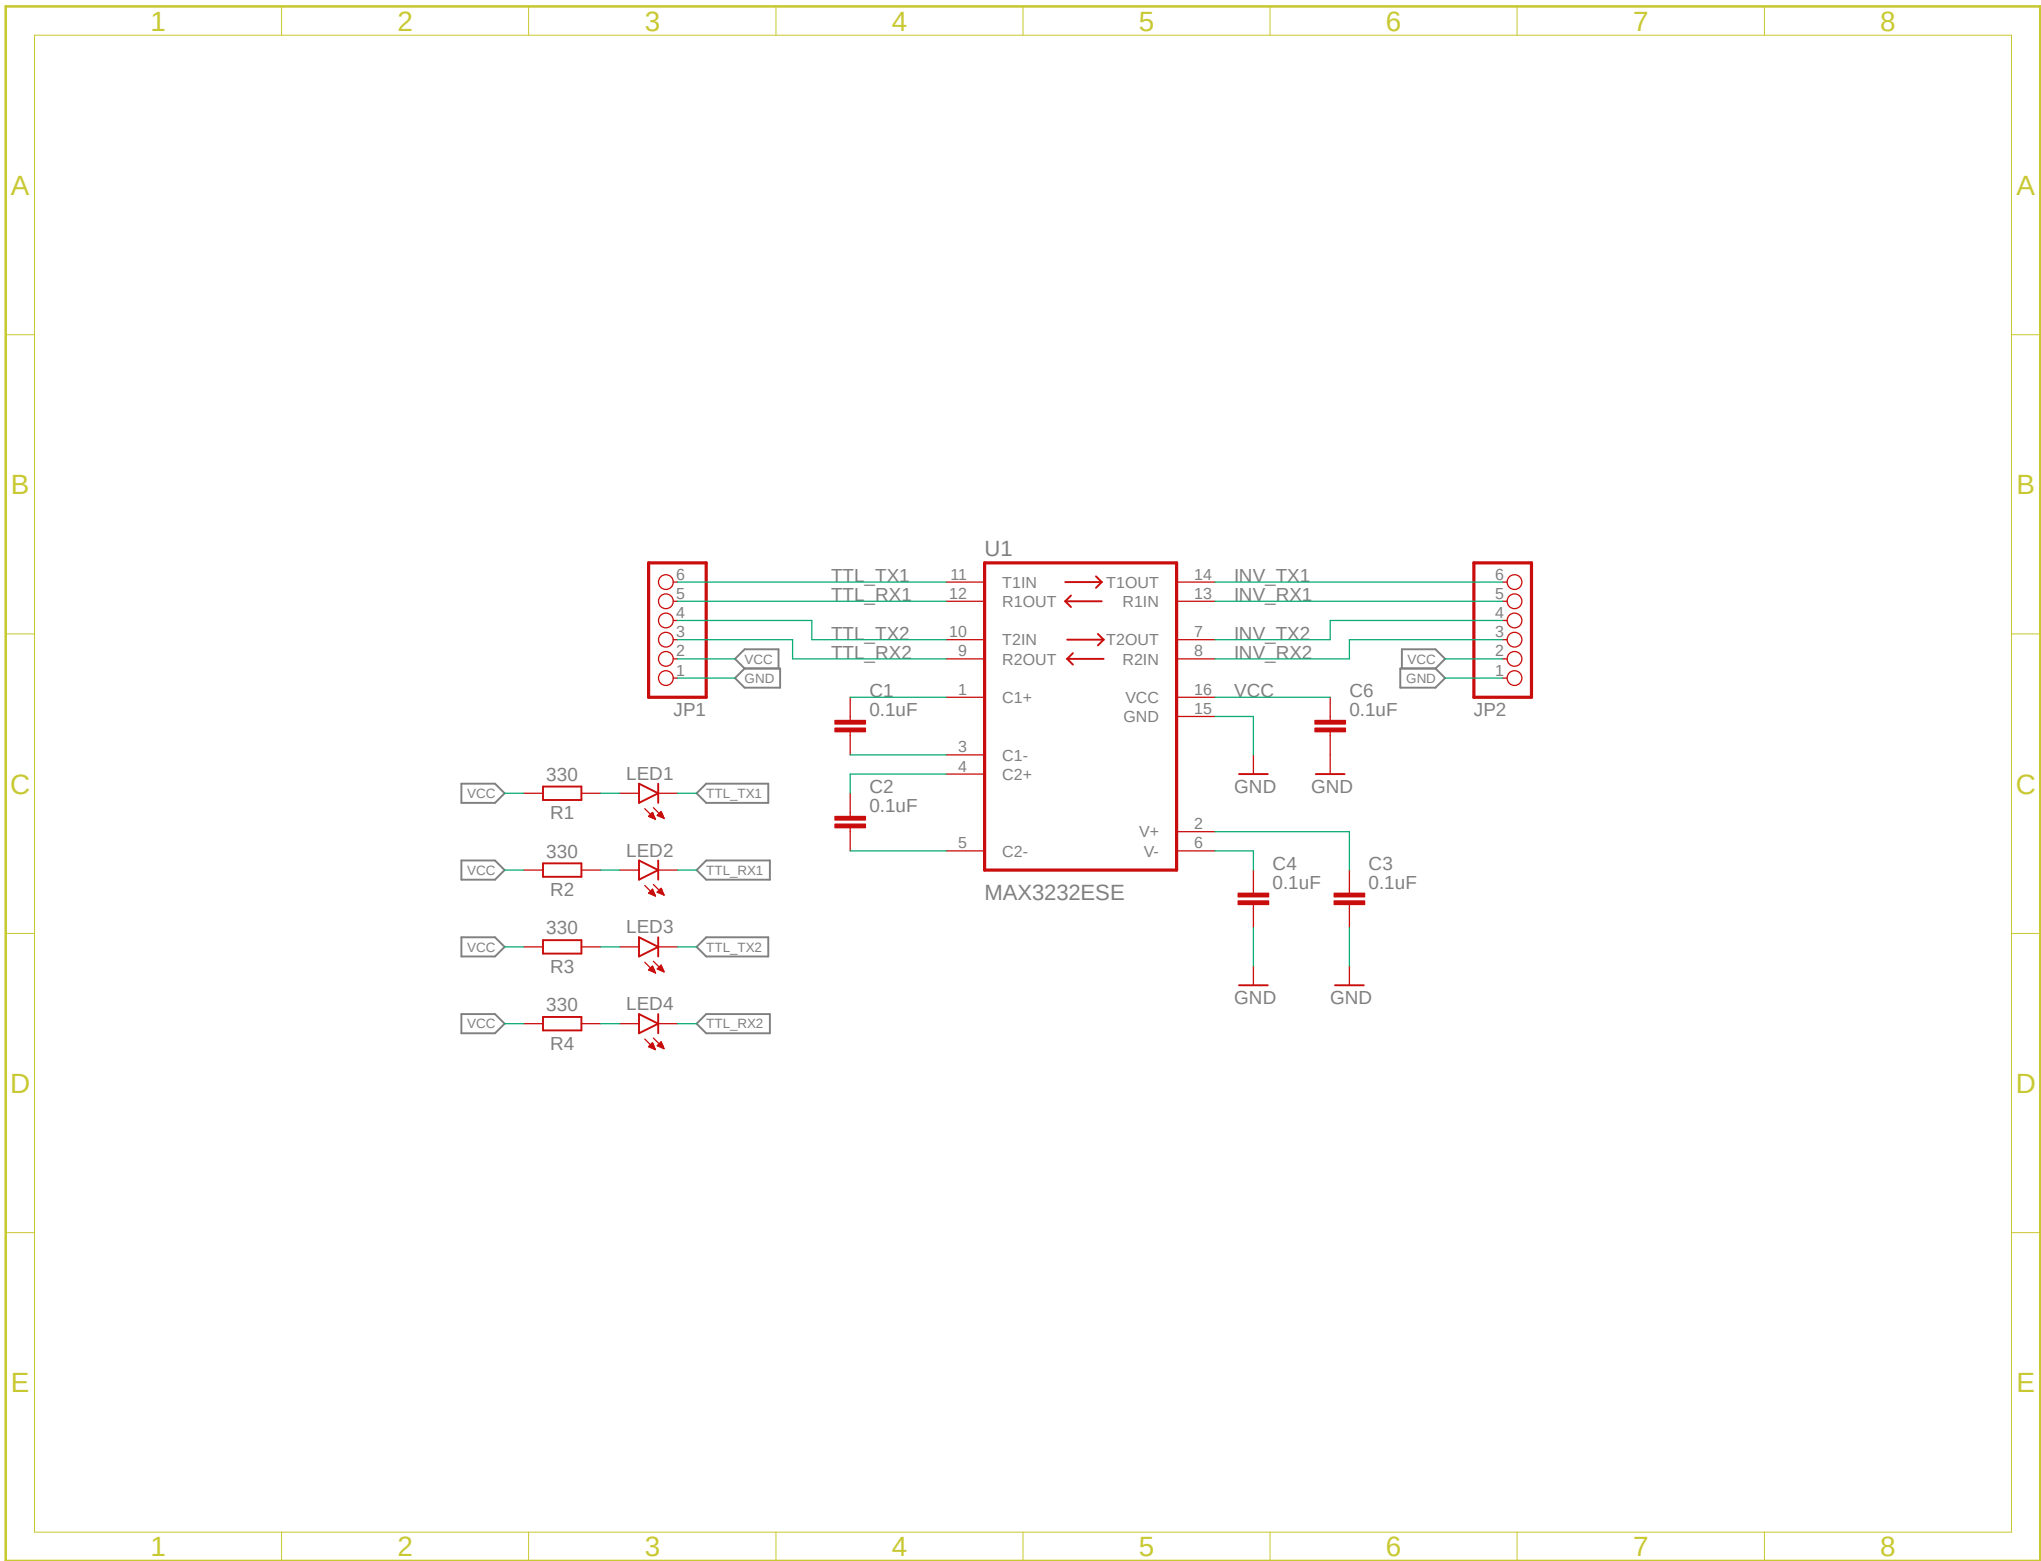 1 2 3 4 5 6 7 8
A A
B B
C C
D D
E E
1 2 3 4 5 6 7 8
6
5
4
3
2 VCC
1 GND
JP1
TTL_TX1
TTL_RX1
TTL_TX2
TTL_RX2
U1
11 T1IN T1OUT 14
12 R1OUT R1IN 13
10 T2IN T2OUT 7
9 R2OUT R2IN 8
1 C1+ VCC 16
GND 15
3 C1-
4 C2+
V+ 2
5 C2- V- 6
MAX3232ESE
INV_TX1
INV_RX1
INV_TX2
INV_RX2
VCC
6
5
4
3
VCC 2
GND 1
JP2
C1
0.1uF
C2
0.1uF
C6
0.1uF
GND GND
C4
0.1uF
C3
0.1uF
GND GND
330 LED1
VCC TTL_TX1
R1
330 LED2
VCC TTL_RX1
R2
330 LED3
VCC TTL_TX2
R3
330 LED4
VCC TTL_RX2
R4